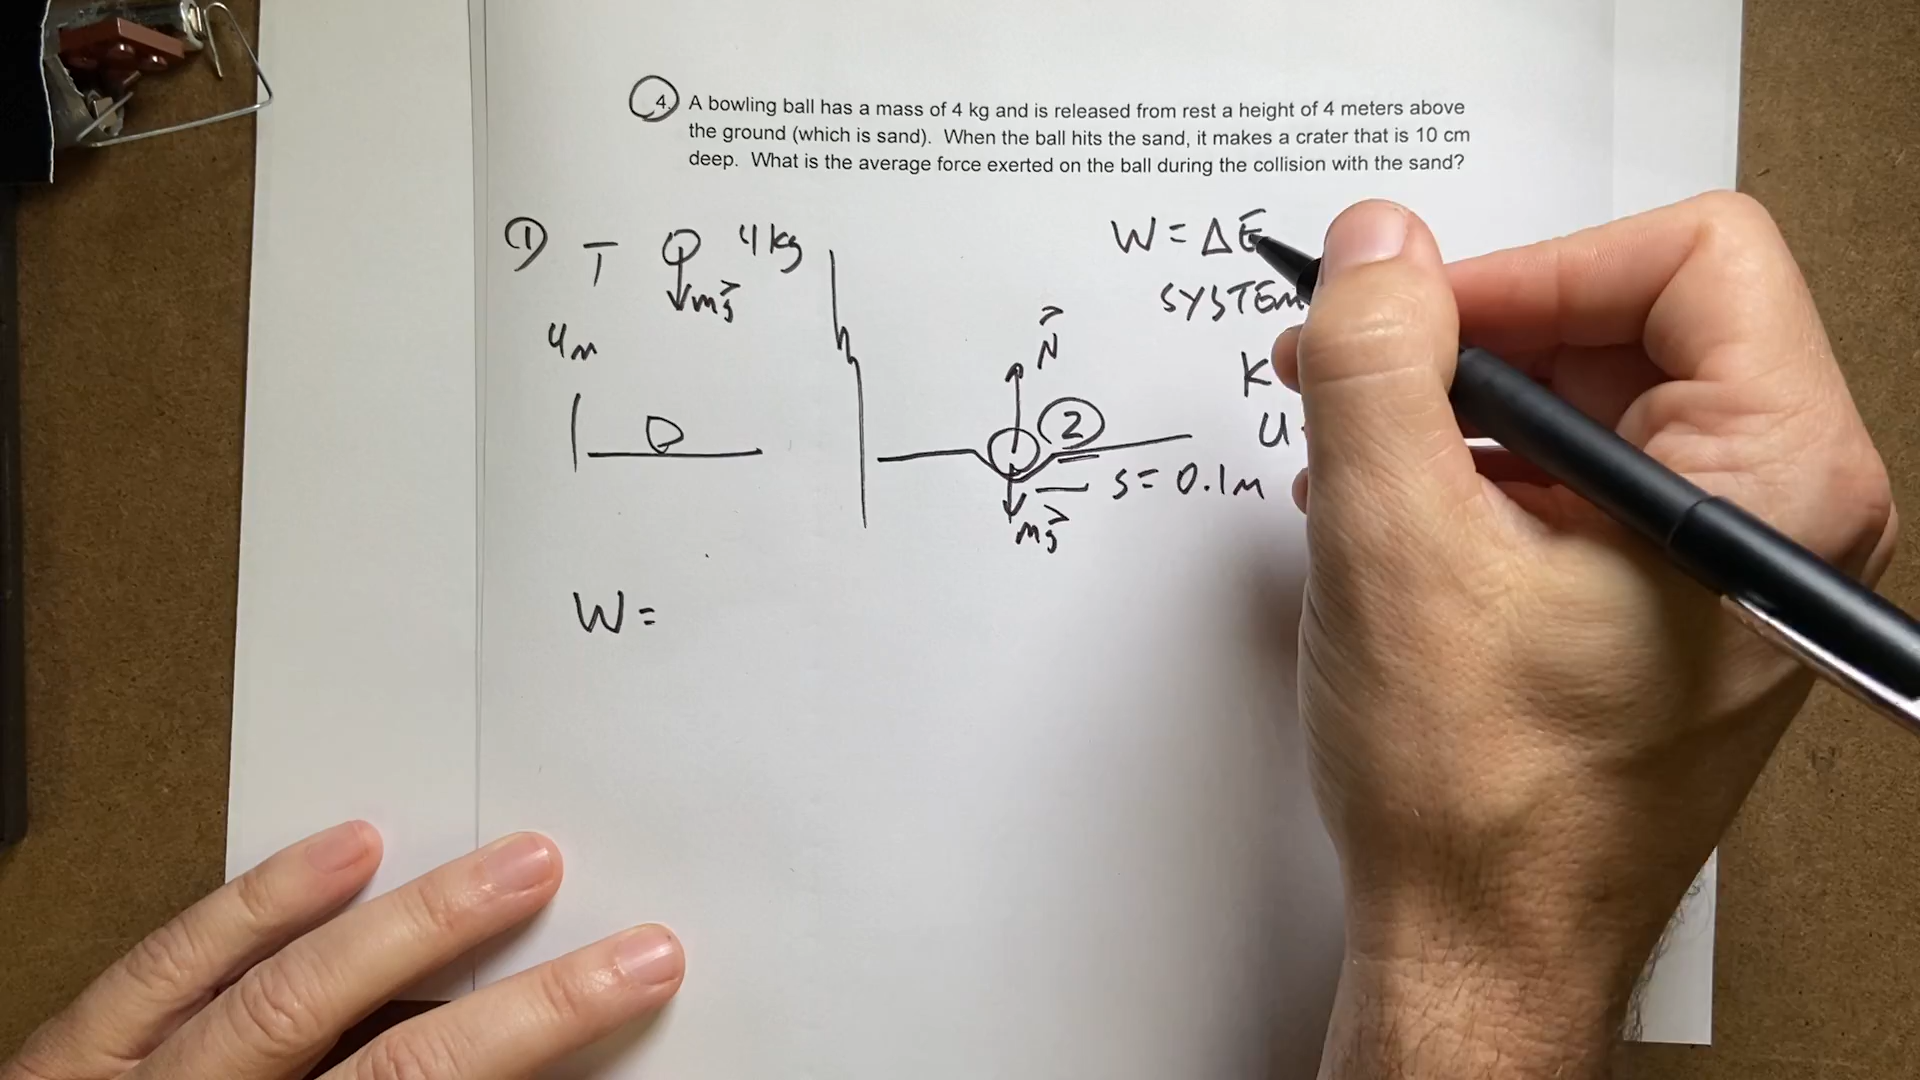 4. A bowling ball has a mass of 4 kg and is released from rest a height of 4 meters above
the ground (which is sand). When the ball hits the sand, it makes a crater that is 10 cm
deep. What is the average force exerted on the ball during the collision with the sand?
① 4 kg
mg⃗
4m
N⃗
②
s = 0.1m
mg⃗
W = ΔE
SYSTEM
K
U
W =